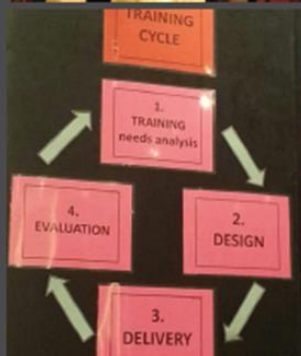 TRAINING
CYCLE
1.
TRAINING
needs analysis
2.
DESIGN
4.
EVALUATION
3.
DELIVERY